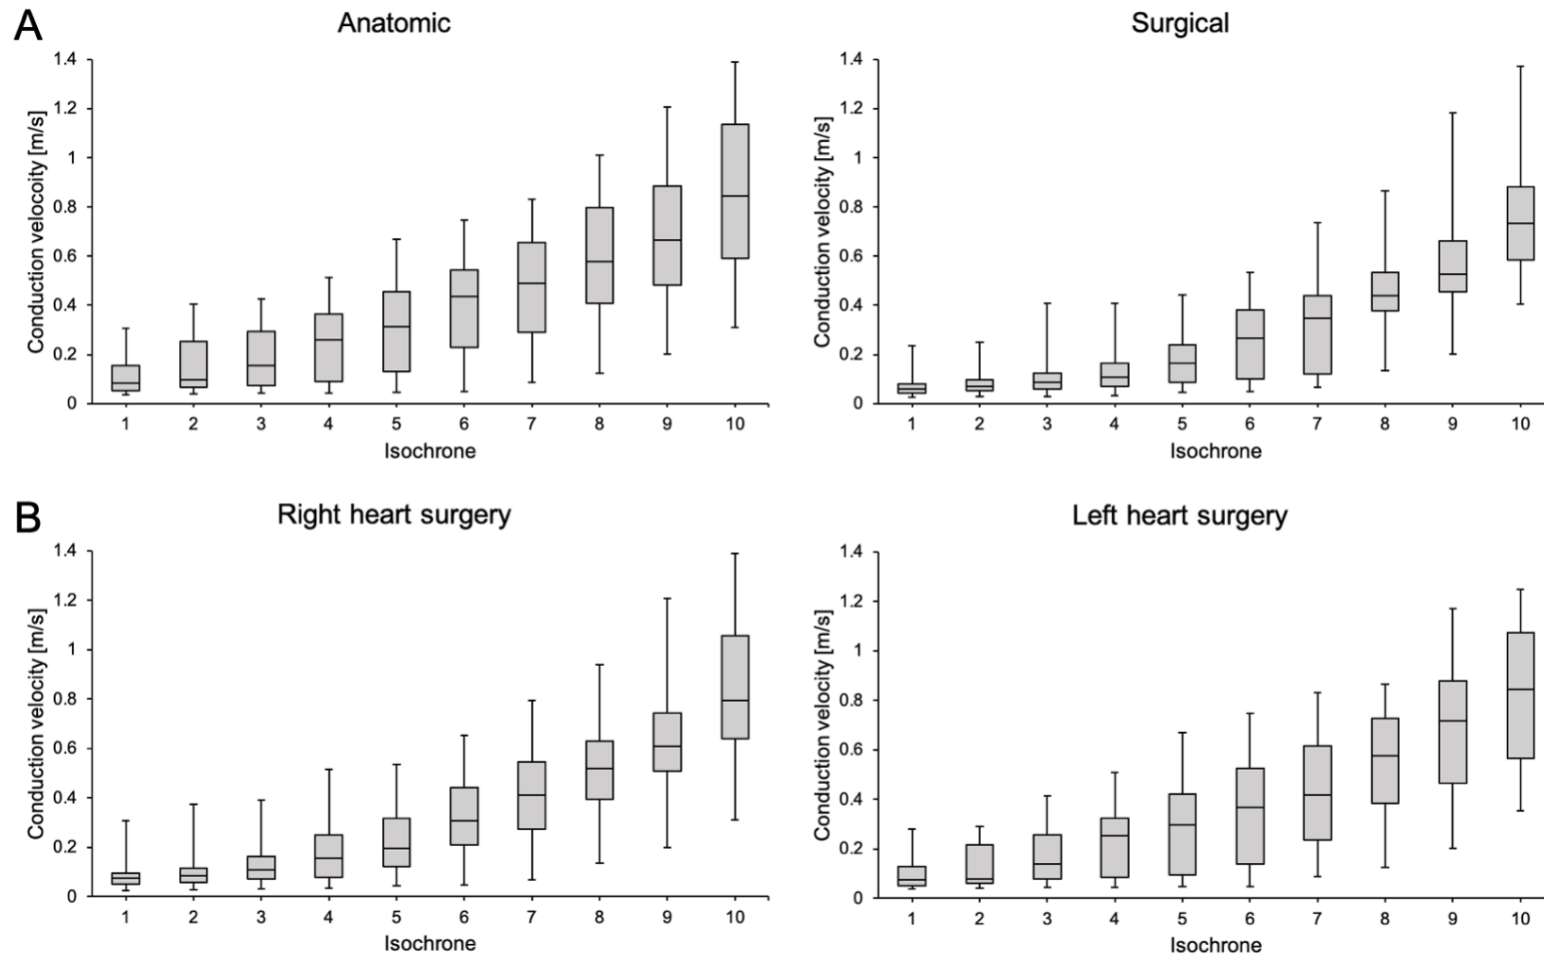 A
Anatomic
Conduction velocoity [m/s]
1.4
1.2
1
0.8
0.6
0.4
0.2
0
1 2 3 4 5 6 7 8 9 10
Isochrone
Surgical
Conduction velocity [m/s]
1.4
1.2
1
0.8
0.6
0.4
0.2
0
1 2 3 4 5 6 7 8 9 10
Isochrone
B
Right heart surgery
Conduction velocity [m/s]
1.4
1.2
1
0.8
0.6
0.4
0.2
0
1 2 3 4 5 6 7 8 9 10
Isochrone
Left heart surgery
Conduction velocity [m/s]
1.4
1.2
1
0.8
0.6
0.4
0.2
0
1 2 3 4 5 6 7 8 9 10
Isochrone